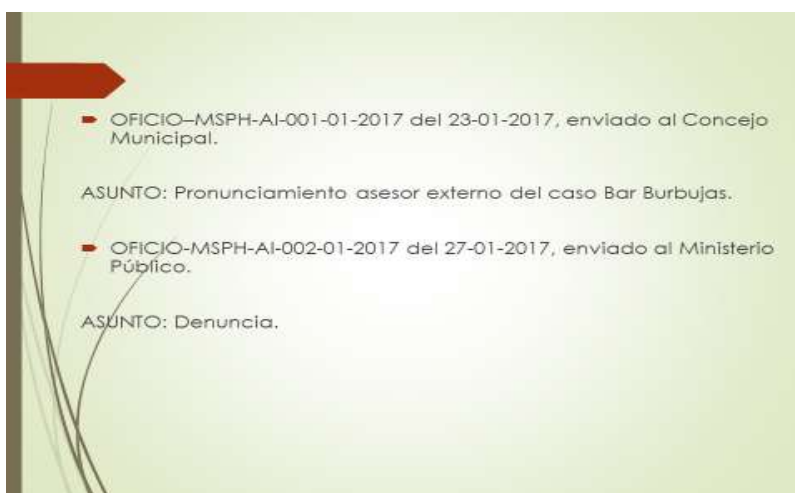 OFICIO–MSPH-AI-001-01-2017 del 23-01-2017, enviado al Concejo
Municipal.
ASUNTO: Pronunciamiento asesor externo del caso Bar Burbujas.
OFICIO-MSPH-AI-002-01-2017 del 27-01-2017, enviado al Ministerio
Público.
ASUNTO: Denuncia.